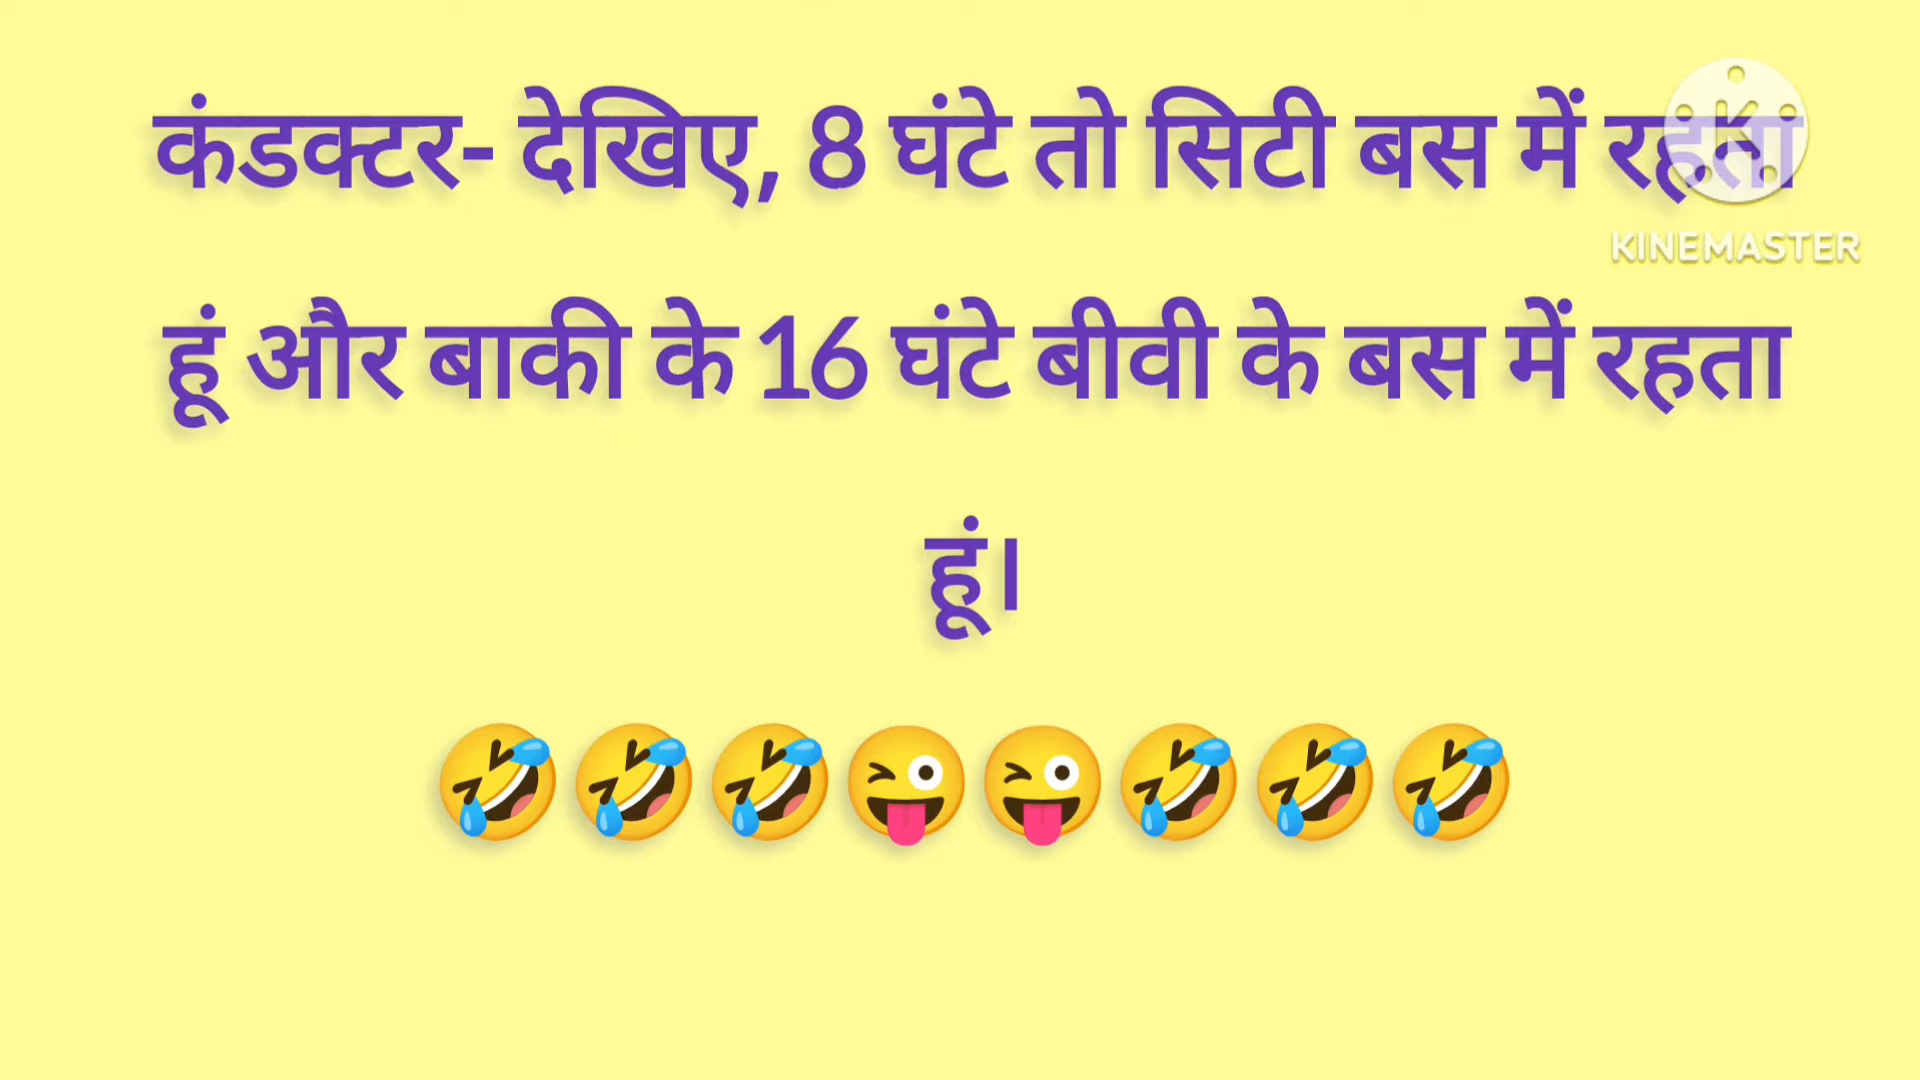 कंडक्टर- देखिए, 8 घंटे तो सिटी बस में रहता
KINEMASTER
हूं और बाकी के 16 घंटे बीवी के बस में रहता
हूं।
🤣🤣🤣😜😜🤣🤣🤣